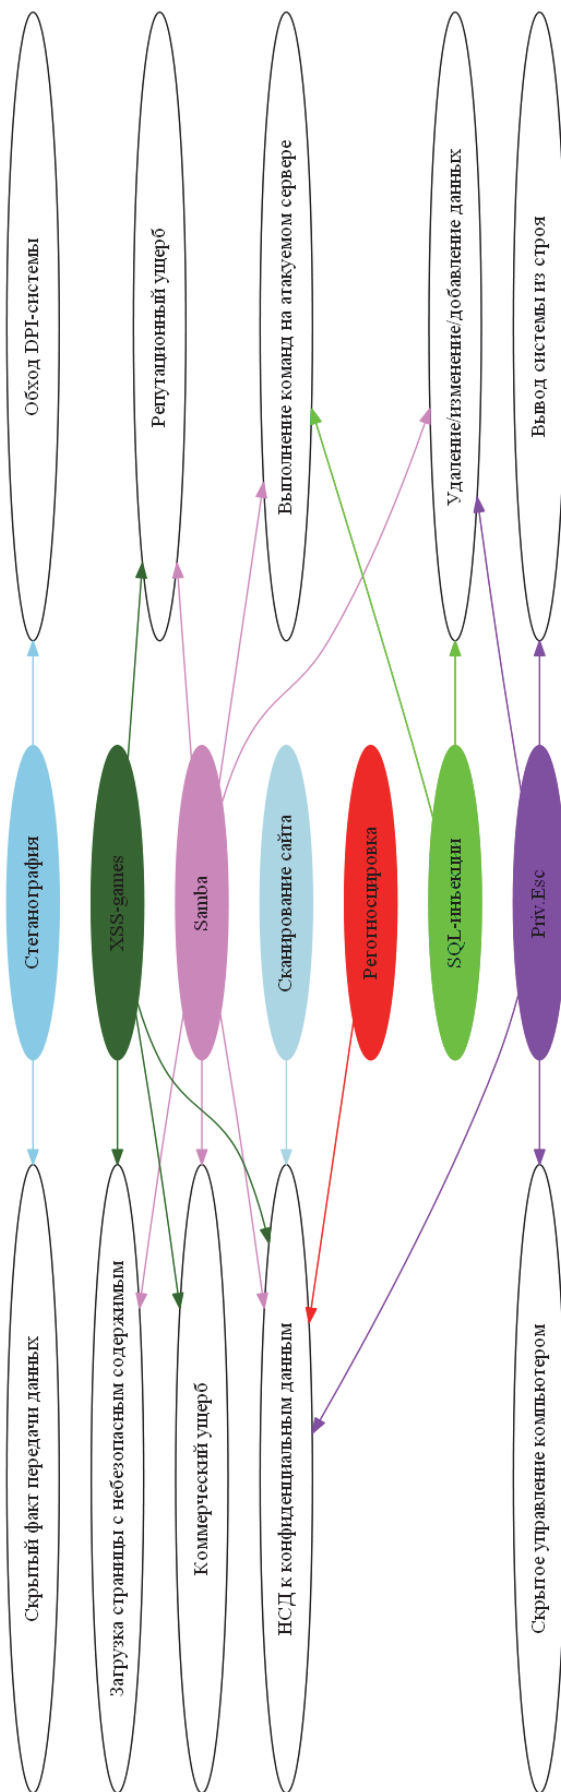 Скрытый факт передачи данных
Стеганография
Обход DPI-системы
Загрузка страницы с небезопасным содержимым
XSS-games
Репутационный ущерб
Коммерческий ущерб
Samba
НСД к конфиденциальным данным
Сканирование сайта
Выполнение команд на атакуемом сервере
Регогносцировка
SQL-инъекции
Удаление/изменение/добавление данных
Скрытое управление компьютером
Priv.Esc
Вывод системы из строя